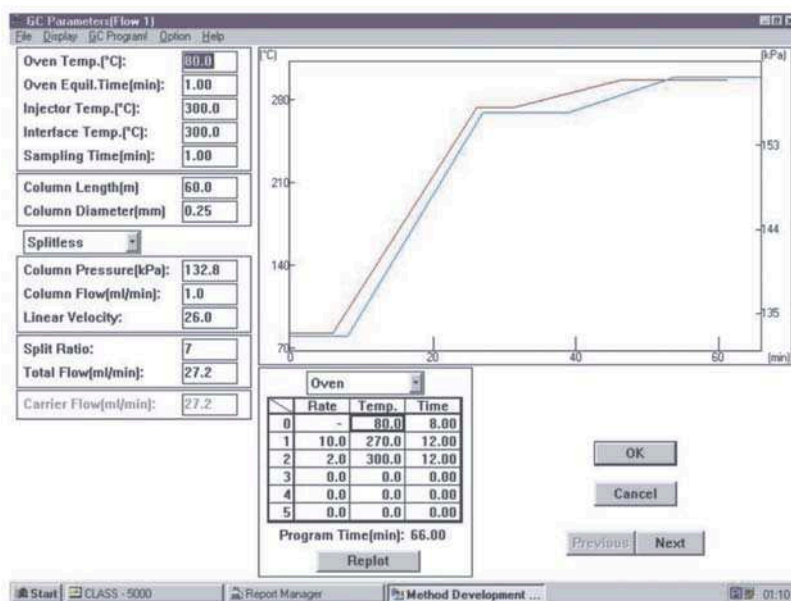 GC Parameters(Flow 1)
File Display GC Program! Option Help
Oven Temp.(°C): 80.0
Oven Equil.Time(min): 1.00
Injector Temp.(°C): 300.0
Interface Temp.(°C): 300.0
Sampling Time(min): 1.00
Column Length(m) 60.0
Column Diameter(mm) 0.25
Splitless
Column Pressure(kPa): 132.8
Column Flow(ml/min): 1.0
Linear Velocity: 26.0
Split Ratio: 7
Total Flow(ml/min): 27.2
Carrier Flow(ml/min): 27.2
(°C) (kPa)
280
210
140
70
153
144
135
0 20 40 60 (min)
Oven
Rate Temp. Time
0 - 80.0 8.00
1 10.0 270.0 12.00
2 2.0 300.0 12.00
3 0.0 0.0 0.00
4 0.0 0.0 0.00
5 0.0 0.0 0.00
Program Time(min): 66.00
Replot
OK
Cancel
Previous Next
Start CLASS - 5000 Report Manager Method Development ... 01:10